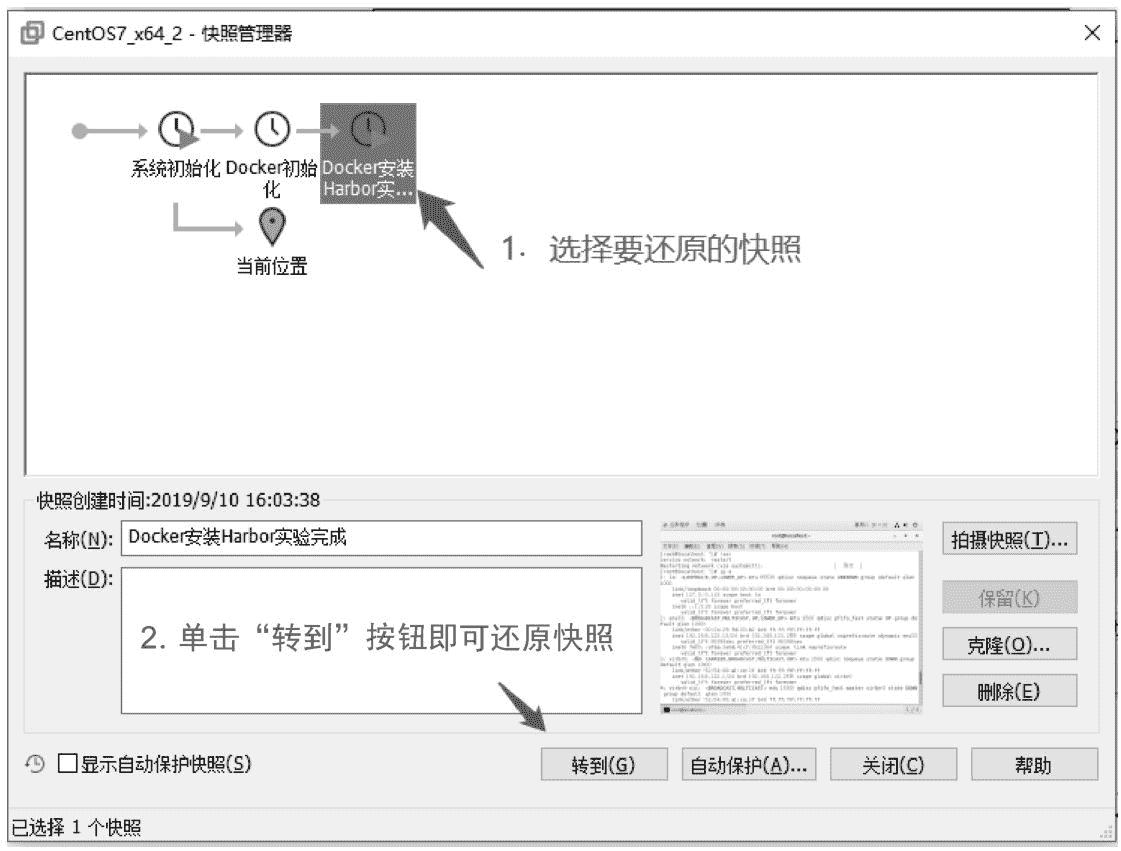 CentOS7_x64_2 - 快照管理器
系统初始化
Docker初始
化
Docker安装
Harbor实...
当前位置
1. 选择要还原的快照
快照创建时间:2019/9/10 16:03:38
名称(N):
Docker安装Harbor实验完成
描述(D):
2. 单击“转到”按钮即可还原快照
拍摄快照(T)...
保留(K)
克隆(O)...
删除(E)
显示自动保护快照(S)
转到(G)
自动保护(A)...
关闭(C)
帮助
已选择 1 个快照